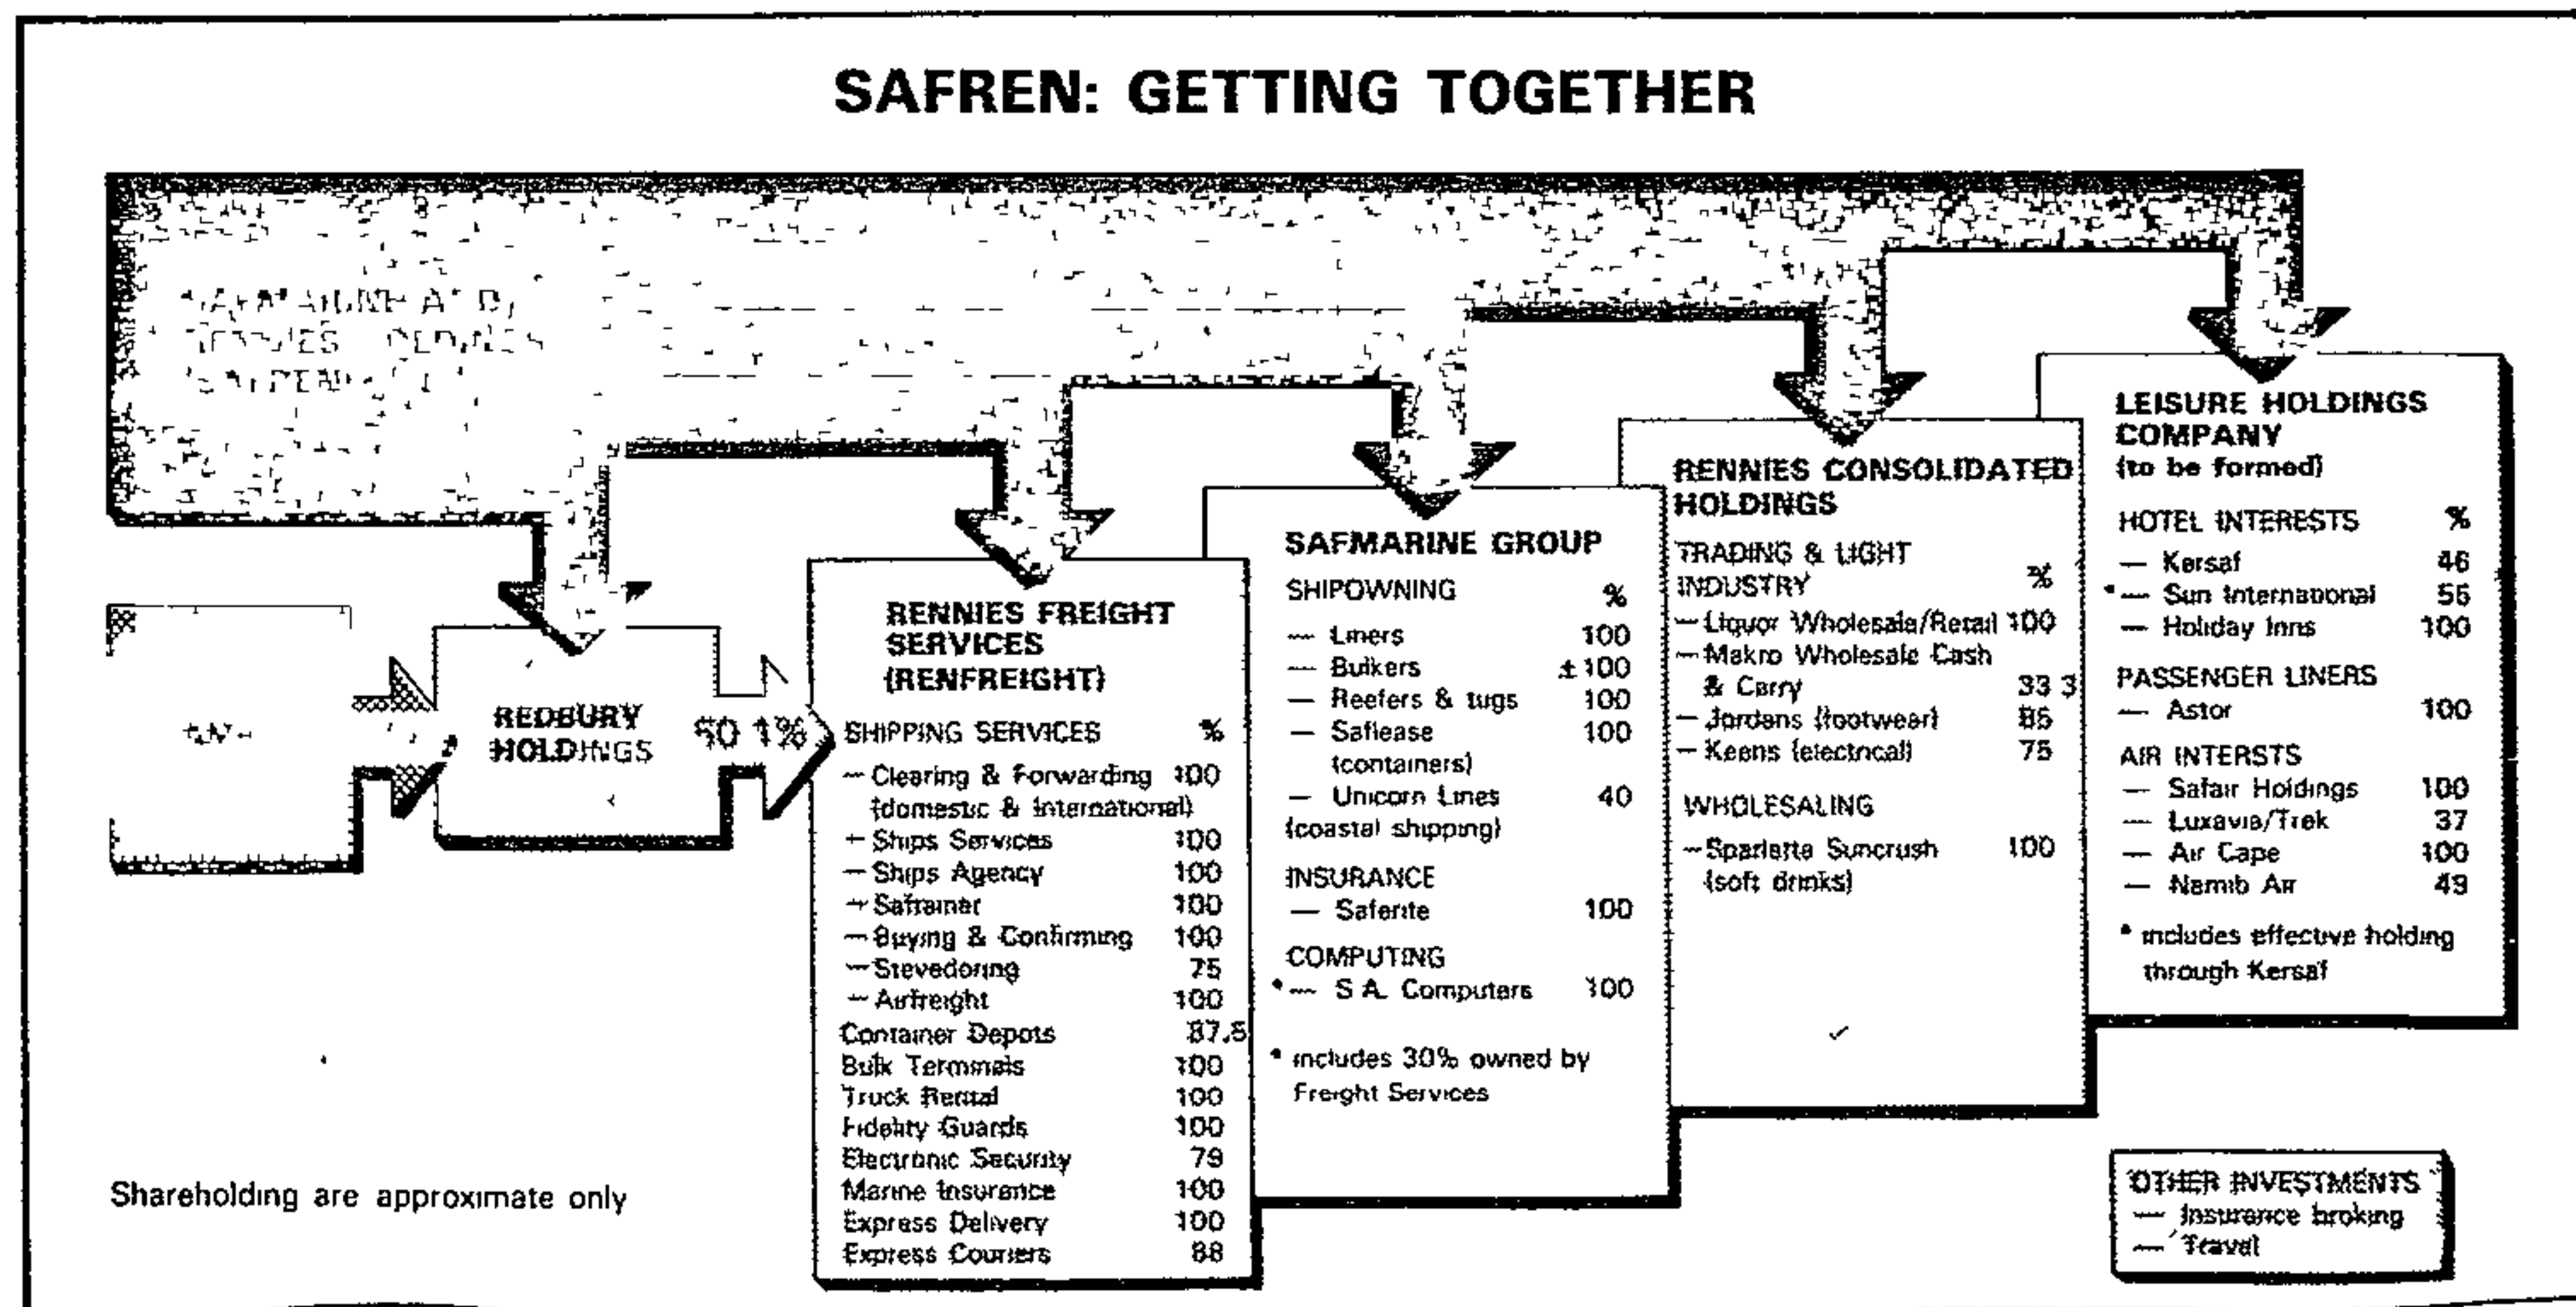 SAFREN: GETTING TOGETHER
REDBURY
HOLDINGS
50 1%
RENNIES FREIGHT
SERVICES
(RENFREIGHT)
SHIPPING SERVICES %
— Clearing & Forwarding 100
(domestic & International)
— Ships Services 100
— Ships Agency 100
— Saftainer 100
— Buying & Confirming 100
— Stevedoring 75
— Airfreight 100
Container Depots 87,5
Bulk Terminals 100
Truck Rental 100
Fidelity Guards 100
Electronic Security 79
Marine Insurance 100
Express Delivery 100
Express Couriers 88
SAFMARINE GROUP
SHIPOWNING %
— Liners 100
— Bulkers ±100
— Reefers & tugs 100
— Saflease 100
(containers)
— Unicorn Lines 40
(coastal shipping)
INSURANCE
— Saferite 100
COMPUTING
* — S A. Computers 100
* includes 30% owned by
Freight Services
RENNIES CONSOLIDATED
HOLDINGS
TRADING & LIGHT
INDUSTRY %
— Liquor Wholesale/Retail 100
— Makro Wholesale Cash
& Carry 33 3
— Jordans (footwear)
— Keens (electrical) 75
WHOLESALING
— Sparletta Suncrush 100
(soft drinks)
LEISURE HOLDINGS
COMPANY
(to be formed)
HOTEL INTERESTS %
— Kersaf 46
* — Sun International 56
— Holiday Inns 100
PASSENGER LINERS
— Astor 100
AIR INTERSTS
— Safair Holdings 100
— Luxavia/Trek 37
— Air Cape 100
— Namib Air 49
* includes effective holding
through Kersaf
Shareholding are approximate only
OTHER INVESTMENTS
— Insurance broking
— Travel